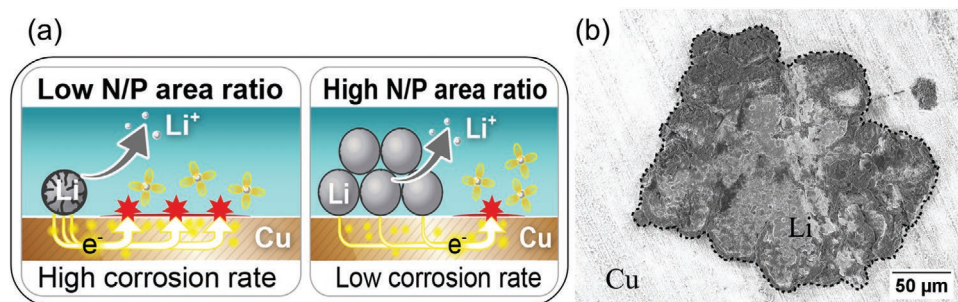 (a)
Low N/P area ratio
Li⁺
Li
e⁻
Cu
High corrosion rate
High N/P area ratio
Li⁺
Li
e⁻
Cu
Low corrosion rate
(b)
Li
Cu
50 μm